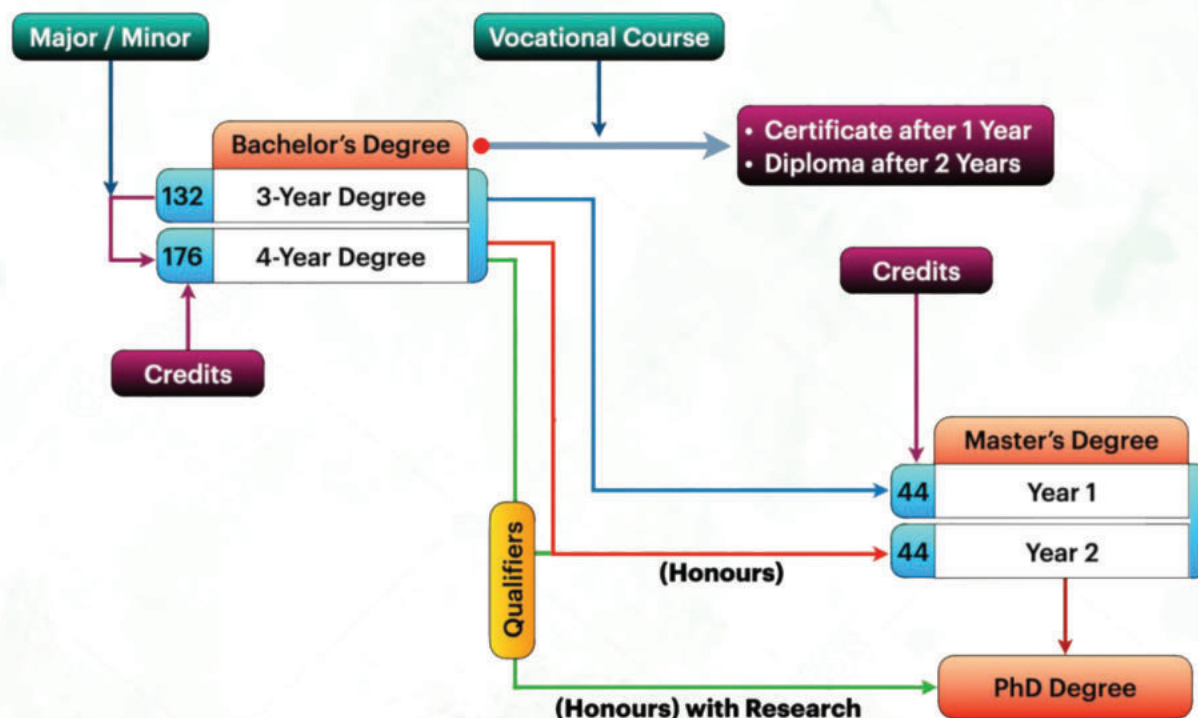 Major / Minor
Vocational Course
Bachelor's Degree
• Certificate after 1 Year
• Diploma after 2 Years
132
3-Year Degree
176
4-Year Degree
Credits
Credits
Master's Degree
44
Year 1
44
Year 2
Qualifiers
(Honours)
PhD Degree
(Honours) with Research